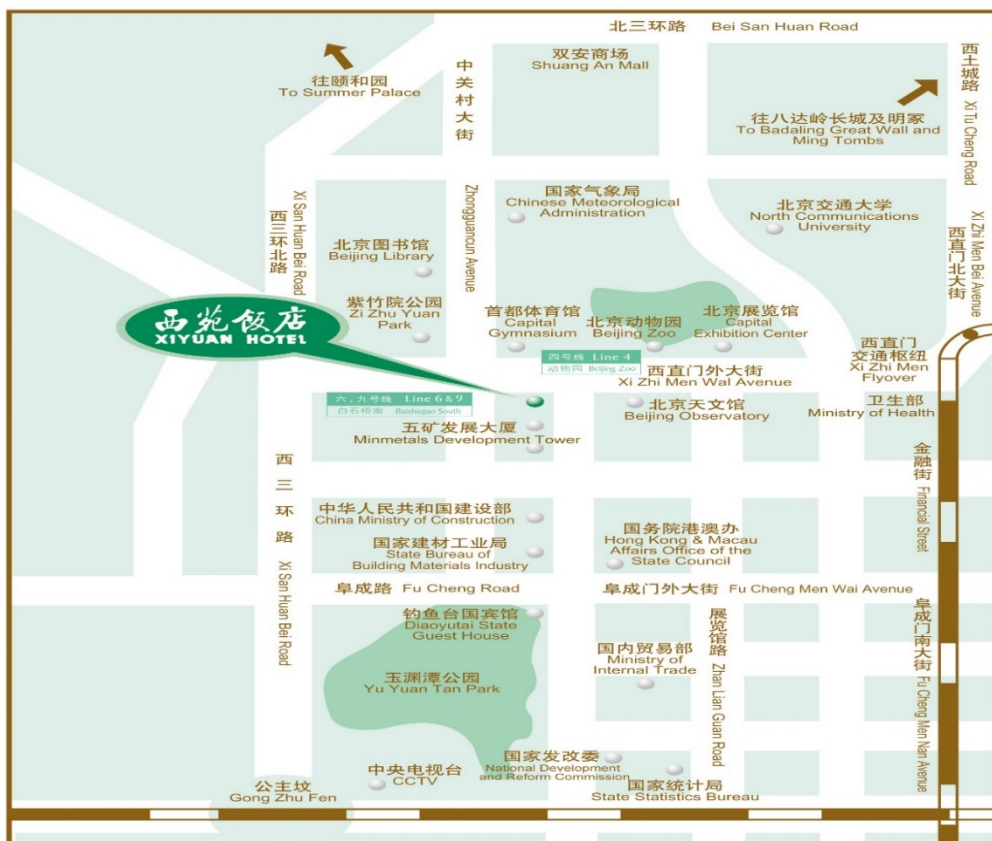 北三环路 Bei San Huan Road
双安商场
Shuang An Mall
中关村大街
Zhongguancun Avenue
西土城路 Xi Tu Cheng Road
往颐和园
To Summer Palace
往八达岭长城及明冢
To Badaling Great Wall and
Ming Tombs
国家气象局
Chinese Meteorological
Administration
北京交通大学
North Communications
University
Xi San Huan Bei Road
西三环北路
Xi Zhi Men Bei Avenue
西直门北大街
北京图书馆
Beijing Library
紫竹院公园
Zi Zhu Yuan
Park
首都体育馆
Capital
Gymnasium
北京动物园
Beijing Zoo
北京展览馆
Capital
Exhibition Center
西苑饭店
XIYUAN HOTEL
四号线 Line 4
动物园 Beijing Zoo
西直门外大街
Xi Zhi Men Wal Avenue
西直门
交通枢纽
Xi Zhi Men
Flyover
六、九号线 Line 6&9
白石桥南 Baishiqiao South
北京天文馆
Beijing Observatory
卫生部
Ministry of Health
五矿发展大厦
Minmetals Development Tower
西三环路 Xi San Huan Bei Road
金融街 Financial Street
中华人民共和国建设部
China Ministry of Construction
国家建材工业局
State Bureau of
Building Materials Industry
国务院港澳办
Hong Kong & Macau
Affairs Office of the
State Council
阜成路 Fu Cheng Road
阜成门外大街 Fu Cheng Men Wai Avenue
钓鱼台国宾馆
Diaoyutai State
Guest House
展览馆路 Zhan Lian Guan Road
阜成门南大街 Fu Cheng Men Nan Avenue
国内贸易部
Ministry of
Internal Trade
玉渊潭公园
Yu Yuan Tan Park
国家发改委
National Development
and Reform Commission
中央电视台
CCTV
国家统计局
State Statistics Bureau
公主坟
Gong Zhu Fen